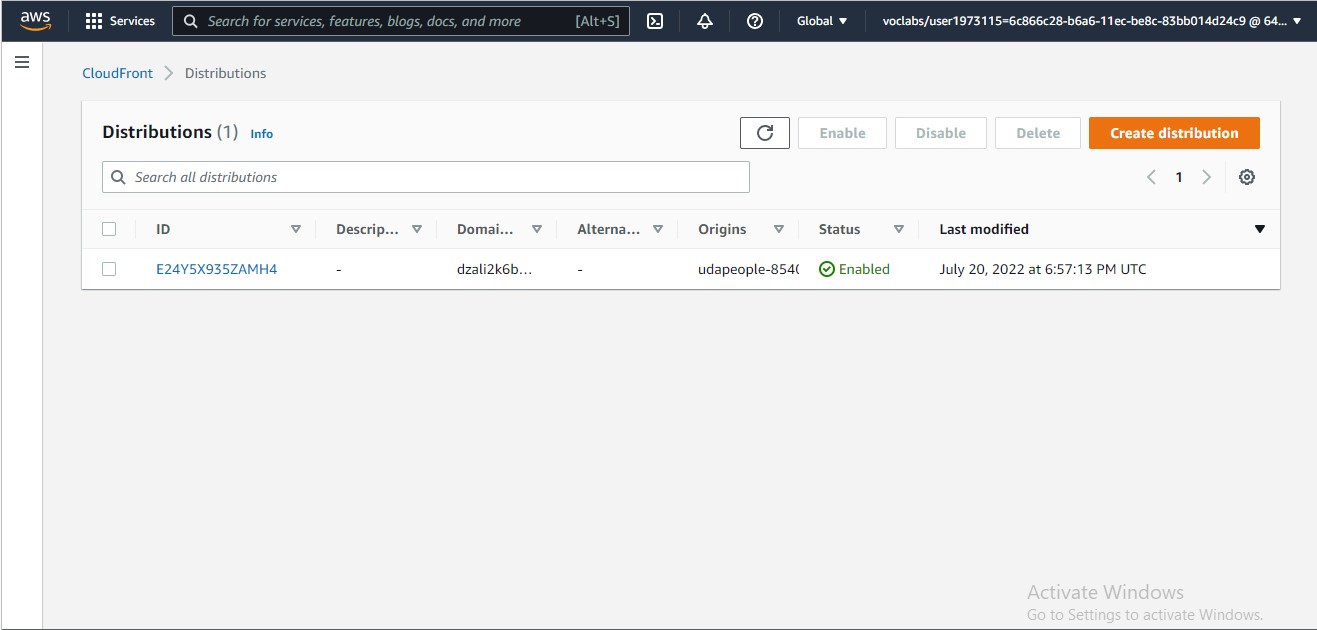 aws Services Search for services, features, blogs, docs, and more [Alt+S] Global voclabs/user1973115=6c866c28-b6a6-11ec-be8c-83bb014d24c9 @ 64...
CloudFront Distributions
Distributions (1) Info Enable Disable Delete Create distribution
Search all distributions 1
ID Descrip... Domai... Alterna... Origins Status Last modified
E24Y5X935ZAMH4 - dzali2k6b... - udapeople-854 Enabled July 20, 2022 at 6:57:13 PM UTC
Activate Windows
Go to Settings to activate Windows.